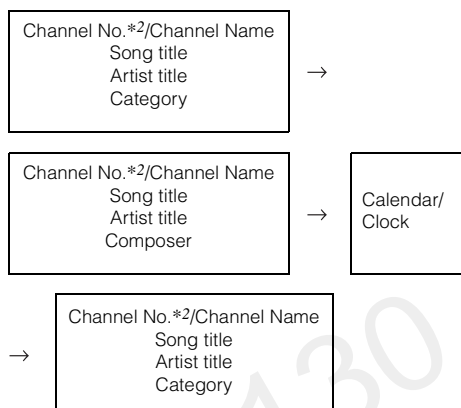 Channel No.*2/Channel Name
Song title
Artist title
Category
→
Channel No.*2/Channel Name
Song title
Artist title
Composer
→
Calendar/
Clock
→
Channel No.*2/Channel Name
Song title
Artist title
Category
130